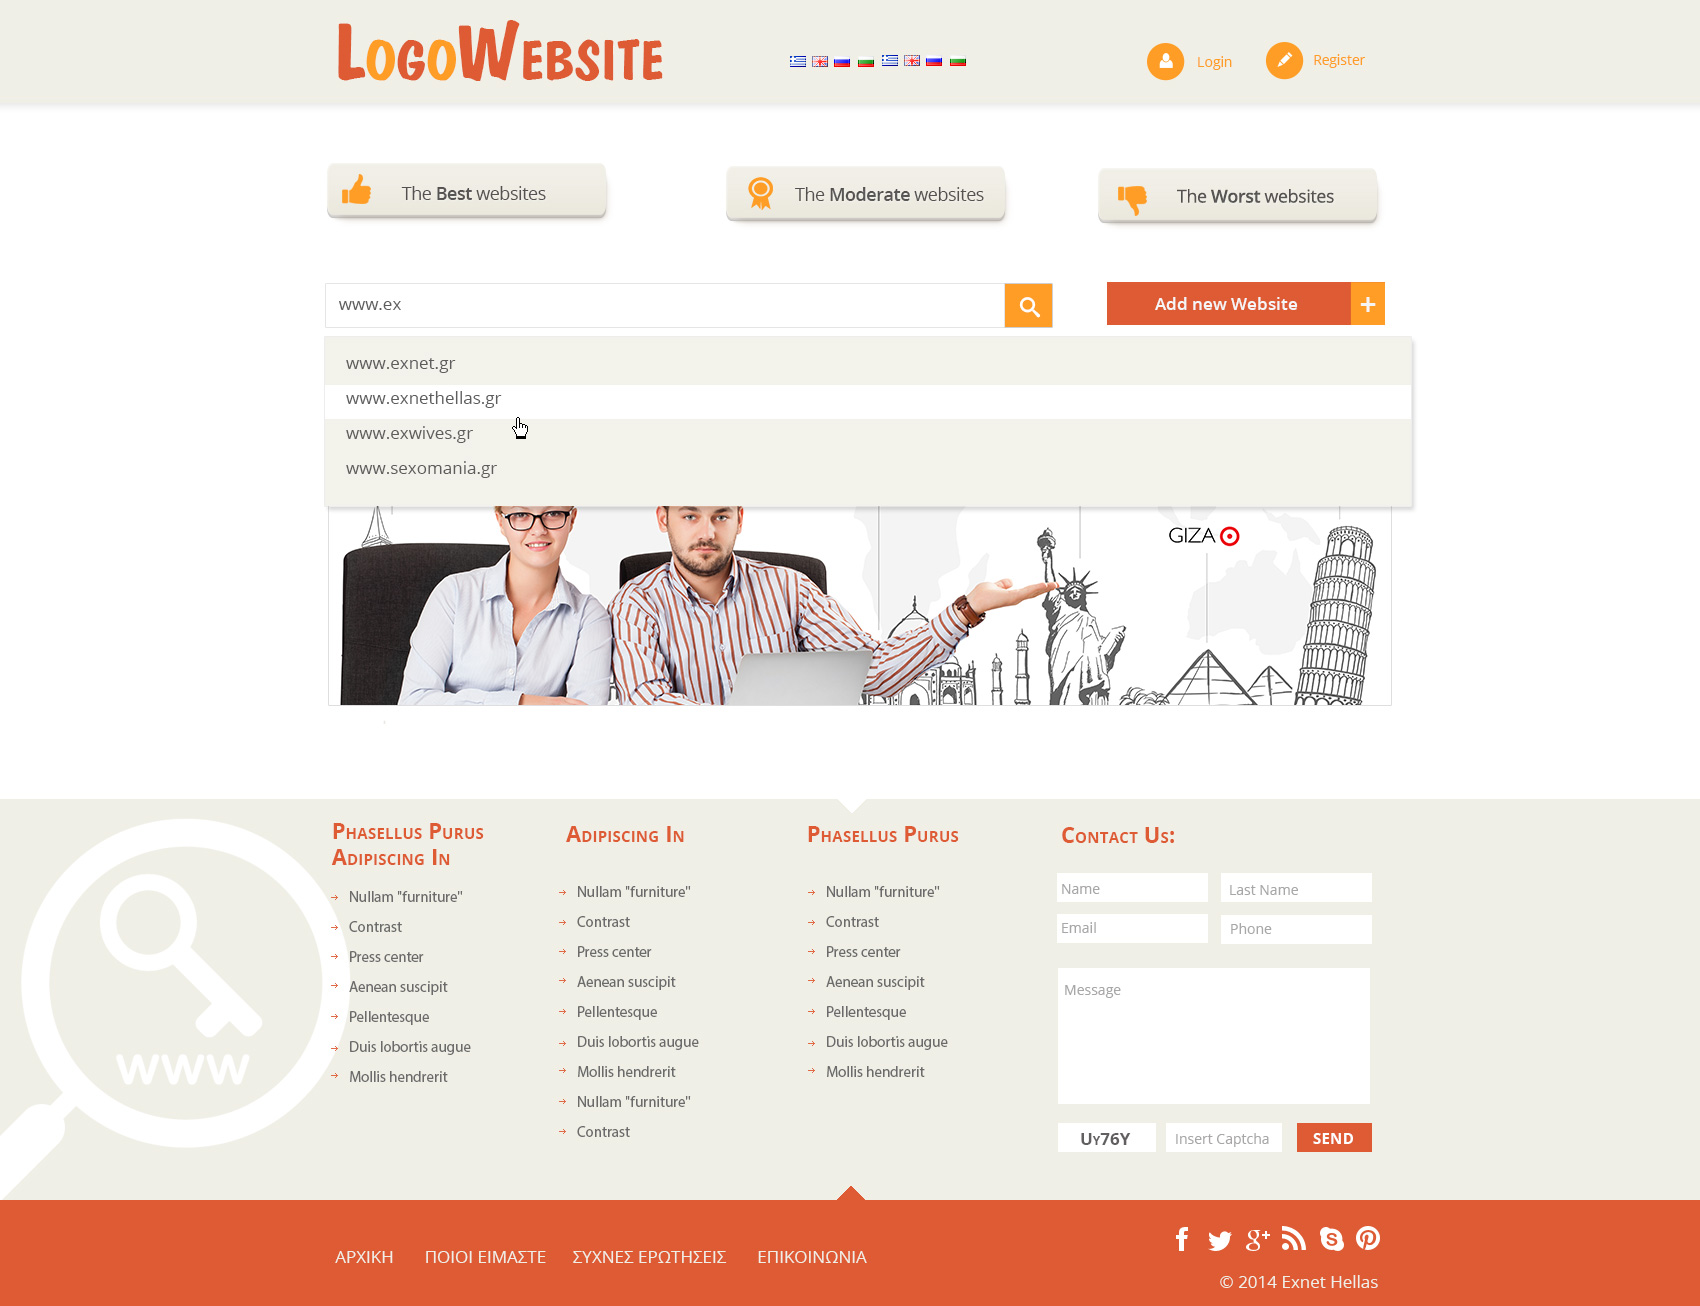 LOGOWEBSITE
Login
Register
The Best websites
The Moderate websites
The Worst websites
www.ex
Add new Website +
www.exnet.gr
www.exnethellas.gr
www.exwives.gr
www.sexomania.gr
GIZA
PHASELLUS PURUS
ADIPISCING IN
Nullam "furniture"
Contrast
Press center
Aenean suscipit
Pellentesque
Duis lobortis augue
Mollis hendrerit
www
ADIPISCING IN
Nullam "furniture"
Contrast
Press center
Aenean suscipit
Pellentesque
Duis lobortis augue
Mollis hendrerit
Nullam "furniture"
Contrast
PHASELLUS PURUS
Nullam "furniture"
Contrast
Press center
Aenean suscipit
Pellentesque
Duis lobortis augue
Mollis hendrerit
CONTACT US:
Name
Last Name
Email
Phone
Message
UY76Y
Insert Captcha
SEND
ΑΡΧΙΚΗ
ΠΟΙΟΙ ΕΙΜΑΣΤΕ
ΣΥΧΝΕΣ ΕΡΩΤΗΣΕΙΣ
ΕΠΙΚΟΙΝΩΝΙΑ
© 2014 Exnet Hellas